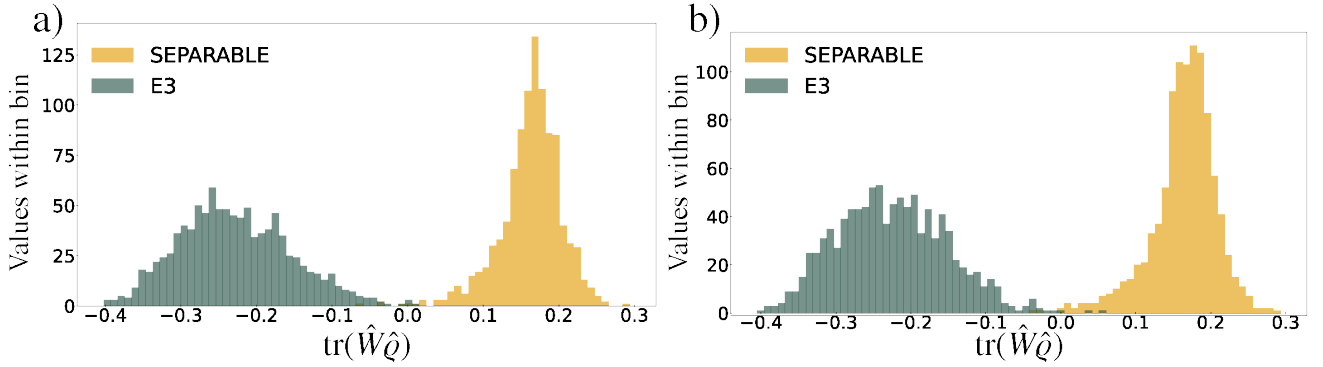 a)
Values within bin
125
100
75
50
25
0
SEPARABLE
E3
−0.4 −0.3 −0.2 −0.1 0.0 0.1 0.2 0.3
tr(Ŵϱ̂)
b)
Values within bin
100
80
60
40
20
0
SEPARABLE
E3
−0.4 −0.3 −0.2 −0.1 0.0 0.1 0.2 0.3
tr(Ŵϱ̂)